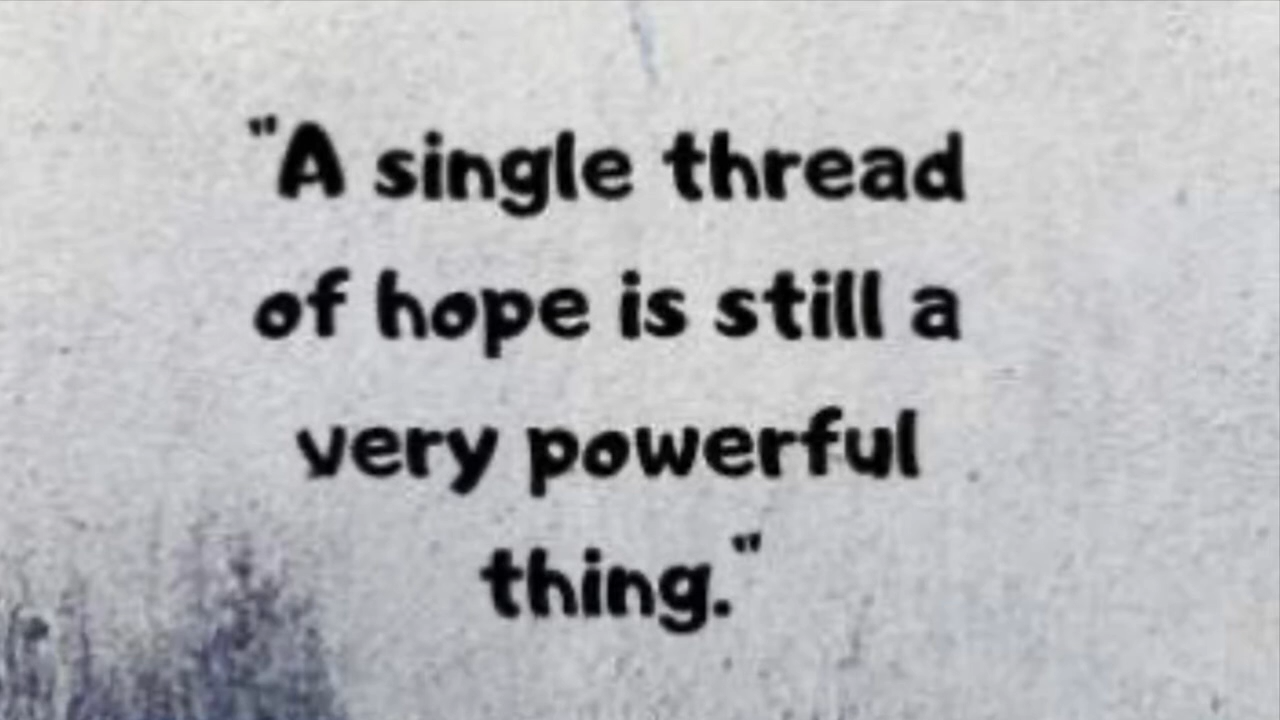 "A single thread
of hope is still a
very powerful
thing."